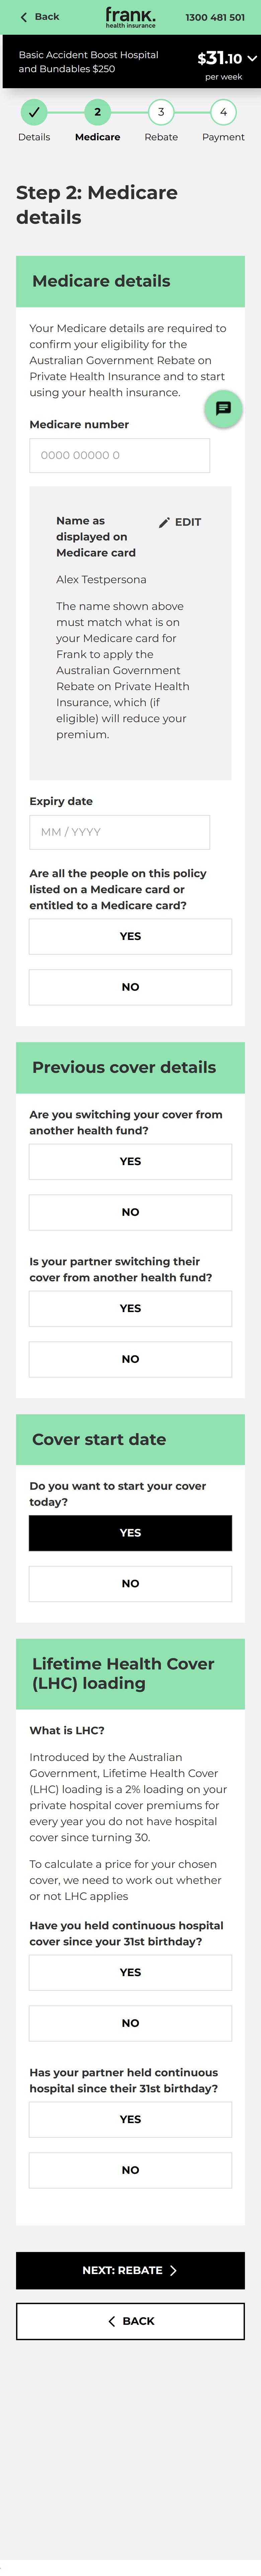 Back
frank.
health insurance
1300 481 501
Basic Accident Boost Hospital
and Bundables $250
$31.10
per week
2
3
4
Details
Medicare
Rebate
Payment
Step 2: Medicare
details
Medicare details
Your Medicare details are required to
confirm your eligibility for the
Australian Government Rebate on
Private Health Insurance and to start
using your health insurance.
Medicare number
0000 00000 0
Name as
displayed on
Medicare card
EDIT
Alex Testpersona
The name shown above
must match what is on
your Medicare card for
Frank to apply the
Australian Government
Rebate on Private Health
Insurance, which (if
eligible) will reduce your
premium.
Expiry date
MM / YYYY
Are all the people on this policy
listed on a Medicare card or
entitled to a Medicare card?
YES
NO
Previous cover details
Are you switching your cover from
another health fund?
YES
NO
Is your partner switching their
cover from another health fund?
YES
NO
Cover start date
Do you want to start your cover
today?
YES
NO
Lifetime Health Cover
(LHC) loading
What is LHC?
Introduced by the Australian
Government, Lifetime Health Cover
(LHC) loading is a 2% loading on your
private hospital cover premiums for
every year you do not have hospital
cover since turning 30.
To calculate a price for your chosen
cover, we need to work out whether
or not LHC applies
Have you held continuous hospital
cover since your 31st birthday?
YES
NO
Has your partner held continuous
hospital since their 31st birthday?
YES
NO
NEXT: REBATE
BACK